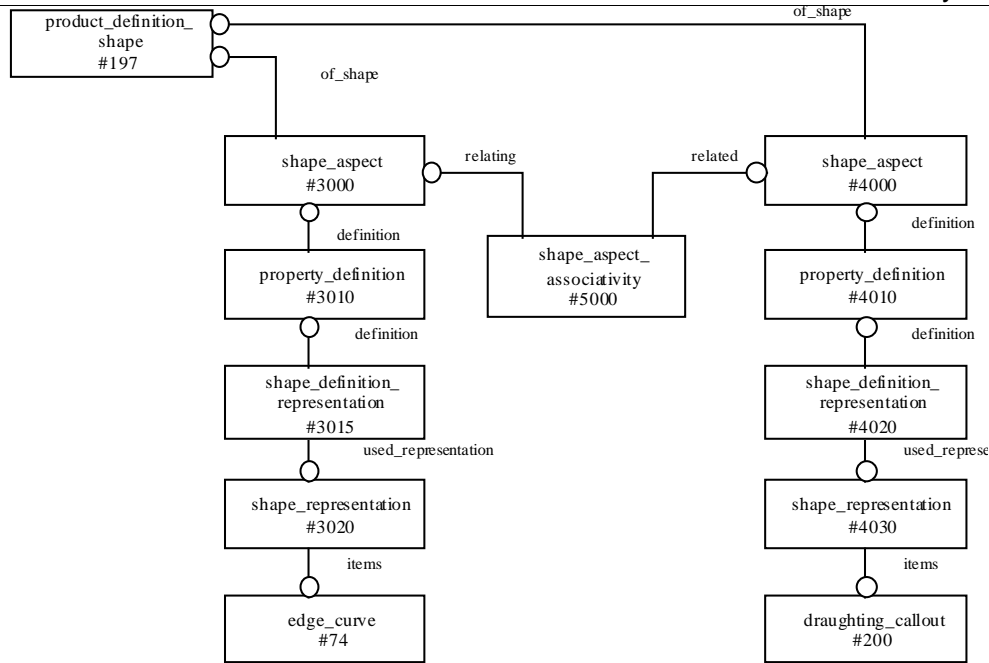 of_shape
product_definition_
shape
#197
of_shape
shape_aspect
#3000
relating
related
shape_aspect
#4000
definition
definition
shape_aspect_
associativity
#5000
property_definition
#3010
property_definition
#4010
definition
definition
shape_definition_
representation
#3015
shape_definition_
representation
#4020
used_representation
used_represe
shape_representation
#3020
shape_representation
#4030
items
items
edge_curve
#74
draughting_callout
#200